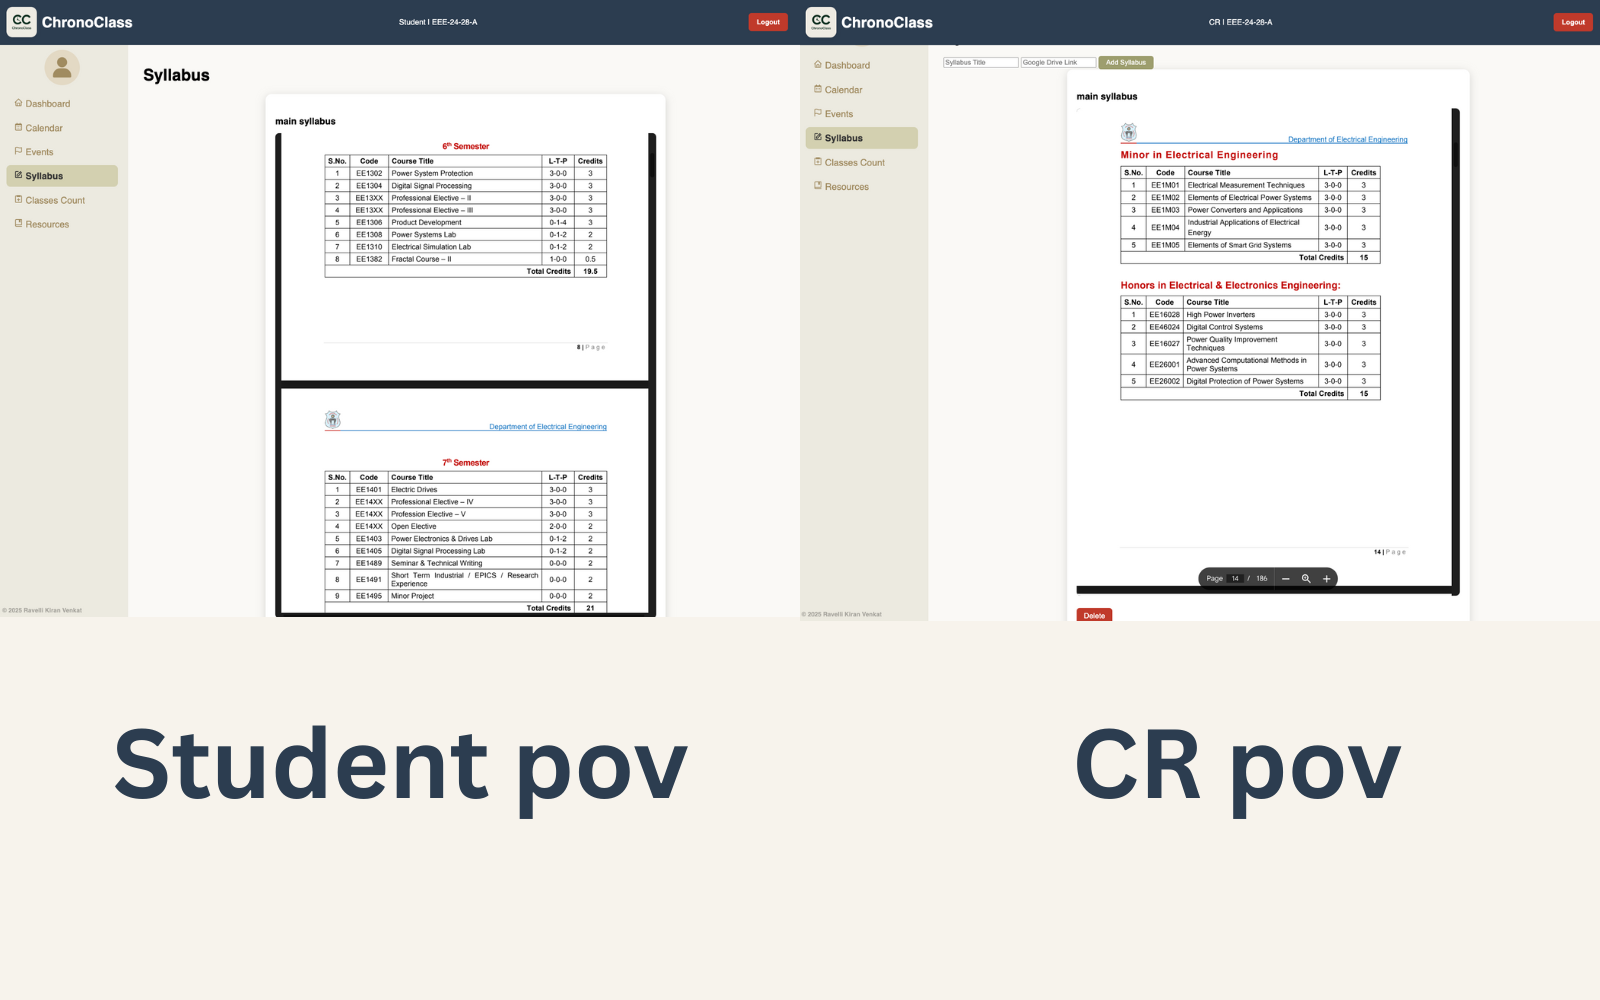 CC
ChronoClass
ChronoClass
Student | EEE-24-28-A
Logout
Dashboard
Calendar
Events
Syllabus
Classes Count
Resources
© 2025 Ravelli Kiran Venkat
Syllabus
main syllabus
6th Semester
S.No. Code Course Title L-T-P Credits
1 EE1302 Power System Protection 3-0-0 3
2 EE1304 Digital Signal Processing 3-0-0 3
3 EE13XX Professional Elective – II 3-0-0 3
4 EE13XX Professional Elective – III 3-0-0 3
5 EE1306 Product Development 0-1-4 3
6 EE1308 Power Systems Lab 0-1-2 2
7 EE1310 Electrical Simulation Lab 0-1-2 2
8 EE1382 Fractal Course – II 1-0-0 0.5
Total Credits 19.5
8 | Page
Department of Electrical Engineering
7th Semester
S.No. Code Course Title L-T-P Credits
1 EE1401 Electric Drives 3-0-0 3
2 EE14XX Professional Elective – IV 3-0-0 3
3 EE14XX Profession Elective – V 3-0-0 3
4 EE14XX Open Elective 2-0-0 2
5 EE1403 Power Electronics & Drives Lab 0-1-2 2
6 EE1405 Digital Signal Processing Lab 0-1-2 2
7 EE1489 Seminar & Technical Writing 0-0-0 2
8 EE1491 Short Term Industrial / EPICS / Research
Experience 0-0-0 2
9 EE1495 Minor Project 0-0-0 2
Total Credits 21
CC
ChronoClass
ChronoClass
CR | EEE-24-28-A
Logout
Dashboard
Calendar
Events
Syllabus
Classes Count
Resources
© 2025 Ravelli Kiran Venkat
Syllabus Title Google Drive Link Add Syllabus
main syllabus
Department of Electrical Engineering
Minor in Electrical Engineering
S.No. Code Course Title L-T-P Credits
1 EE1M01 Electrical Measurement Techniques 3-0-0 3
2 EE1M02 Elements of Electrical Power Systems 3-0-0 3
3 EE1M03 Power Converters and Applications 3-0-0 3
4 EE1M04 Industrial Applications of Electrical
Energy 3-0-0 3
5 EE1M05 Elements of Smart Grid Systems 3-0-0 3
Total Credits 15
Honors in Electrical & Electronics Engineering:
S.No. Code Course Title L-T-P Credits
1 EE16028 High Power Inverters 3-0-0 3
2 EE46024 Digital Control Systems 3-0-0 3
3 EE16027 Power Quality Improvement
Techniques 3-0-0 3
4 EE26001 Advanced Computational Methods in
Power Systems 3-0-0 3
5 EE26002 Digital Protection of Power Systems 3-0-0 3
Total Credits 15
14 | Page
Page 14 / 186
Delete
Student pov
CR pov